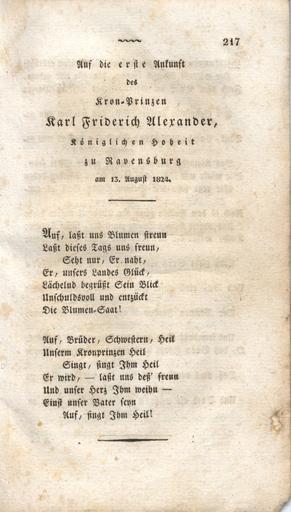 217
Auf die erste Ankunft
des
Kron-Prinzen
Karl Friderich Alexander,
Königlichen Hoheit
zu Ravensburg
am 13. August 1824.
Auf, laßt uns Blumen streun
Laßt dieses Tags uns freun,
Seht nur, Er naht,
Er, unsers Landes Glück,
Lächelnd begrüßt Sein Blick
Unschuldsvoll und entzückt
Die Blumen-Saat!
Auf, Brüder, Schwestern, Heil
Unserm Kronprinzen Heil
Singt, singt Ihm Heil
Er wird, — laßt uns deß' freun
Und unser Herz Ihm weihn —
Einst unser Vater seyn
Auf, singt Ihm Heil!